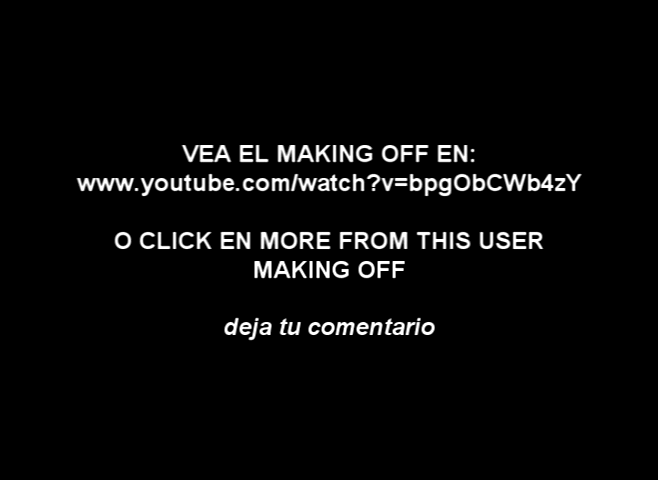 VEA EL MAKING OFF EN:
www.youtube.com/watch?v=bpgObCWb4zY
O CLICK EN MORE FROM THIS USER
MAKING OFF
deja tu comentario